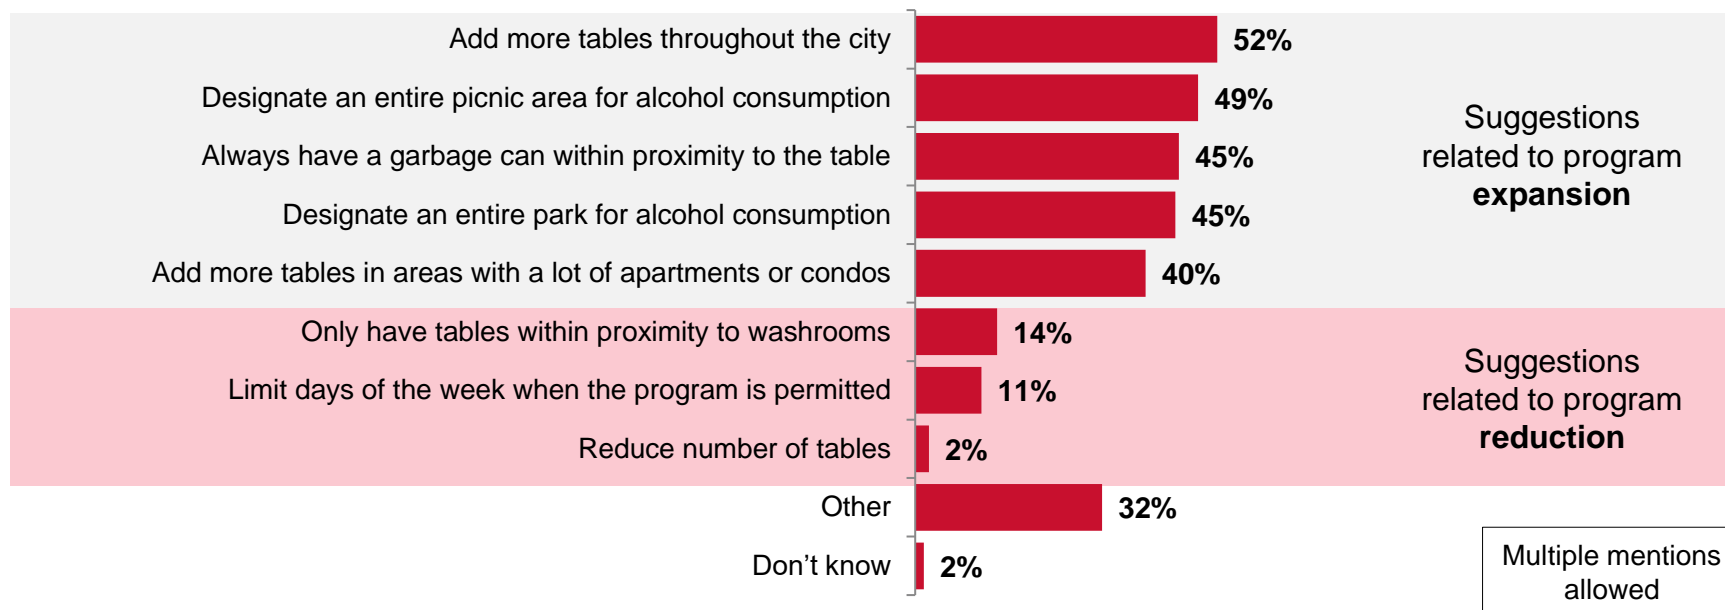 Add more tables throughout the city 52%
Designate an entire picnic area for alcohol consumption 49%
Always have a garbage can within proximity to the table 45%
Designate an entire park for alcohol consumption 45%
Add more tables in areas with a lot of apartments or condos 40%
Suggestions
related to program
expansion
Only have tables within proximity to washrooms 14%
Limit days of the week when the program is permitted 11%
Reduce number of tables 2%
Suggestions
related to program
reduction
Other 32%
Don’t know 2%
Multiple mentions
allowed